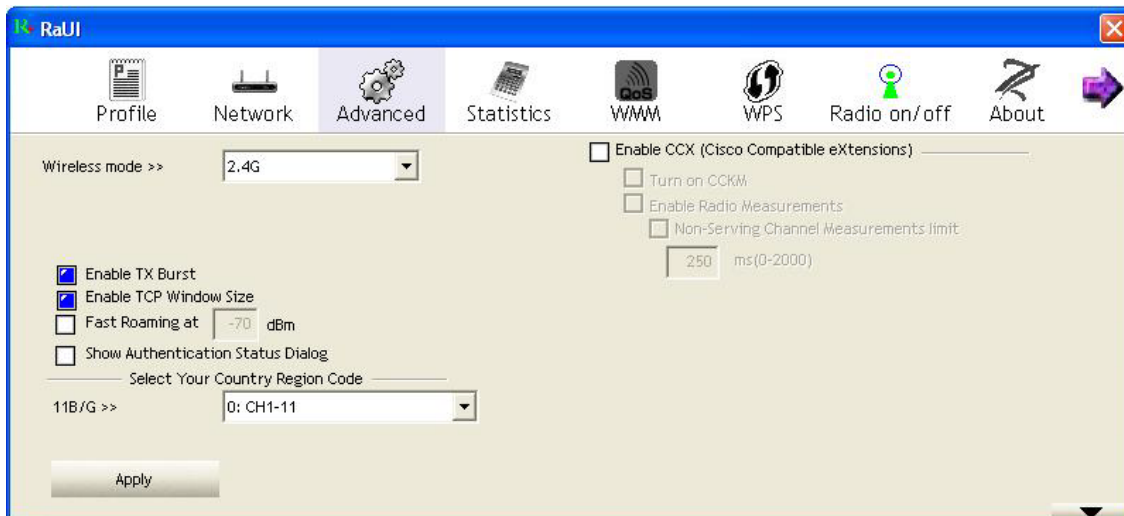 RaUI
Profile
Network
Advanced
Statistics
QoS
WMM
WPS
Radio on/off
About
Wireless mode >> 2.4G
Enable TX Burst
Enable TCP Window Size
Fast Roaming at -70 dBm
Show Authentication Status Dialog
Select Your Country Region Code
11B/G >> 0: CH1-11
Apply
Enable CCX (Cisco Compatible eXtensions)
Turn on CCKM
Enable Radio Measurements
Non-Serving Channel Measurements limit
250 ms(0-2000)